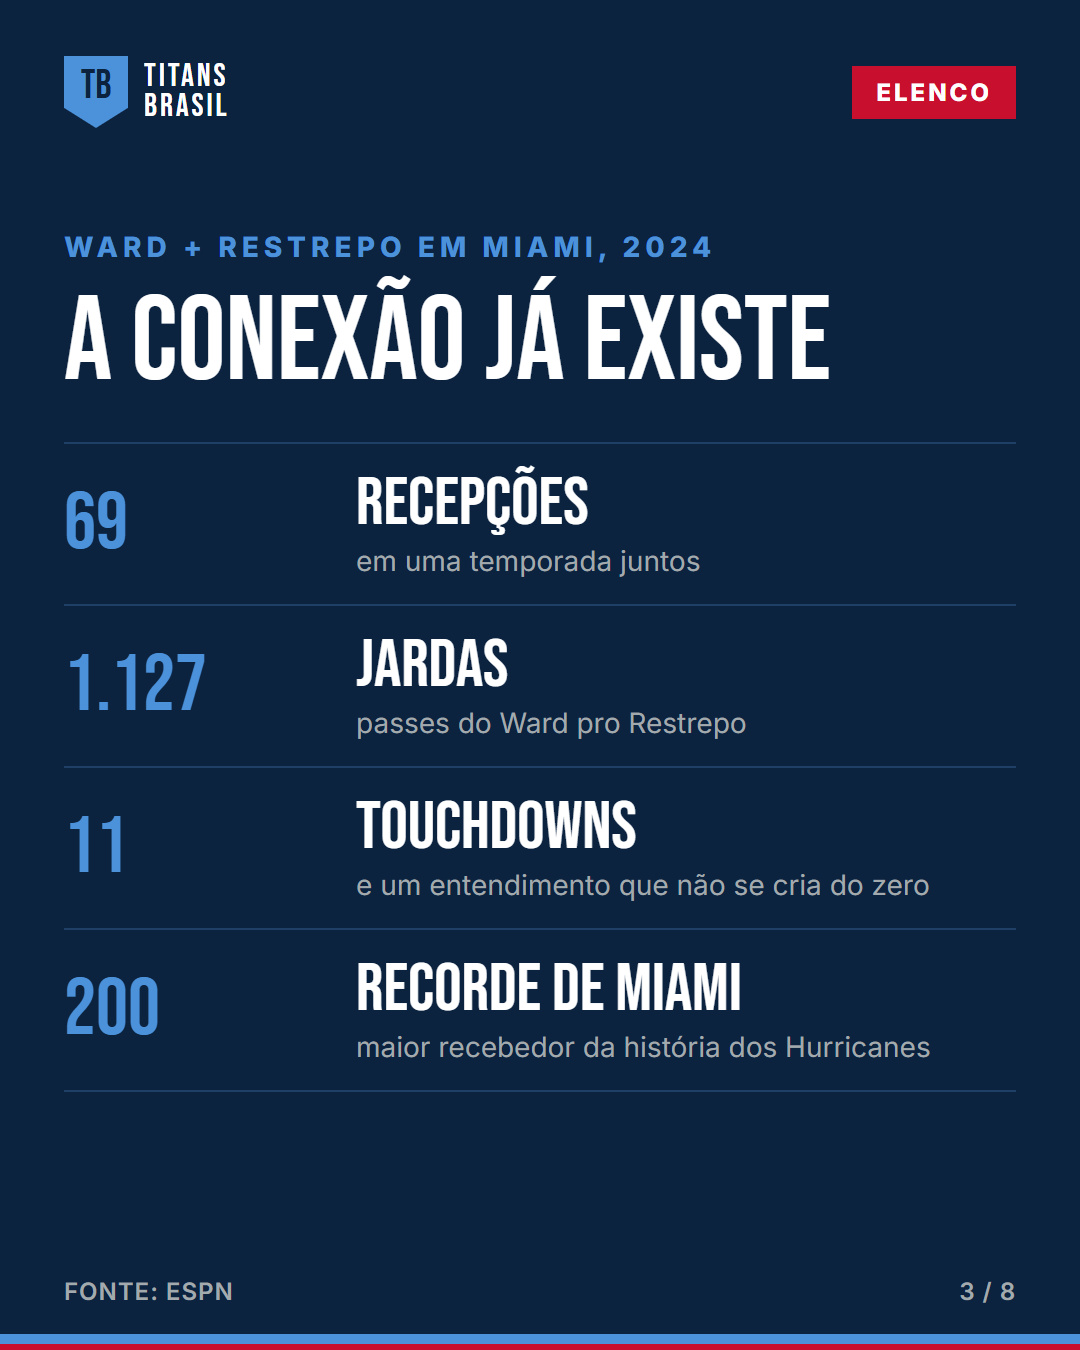 TB
TITANS
BRASIL
ELENCO
WARD + RESTREPO EM MIAMI, 2024
A CONEXÃO JÁ EXISTE
69
RECEPÇÕES
em uma temporada juntos
1.127
JARDAS
passes do Ward pro Restrepo
11
TOUCHDOWNS
e um entendimento que não se cria do zero
200
RECORDE DE MIAMI
maior recebedor da história dos Hurricanes
FONTE: ESPN
3 / 8